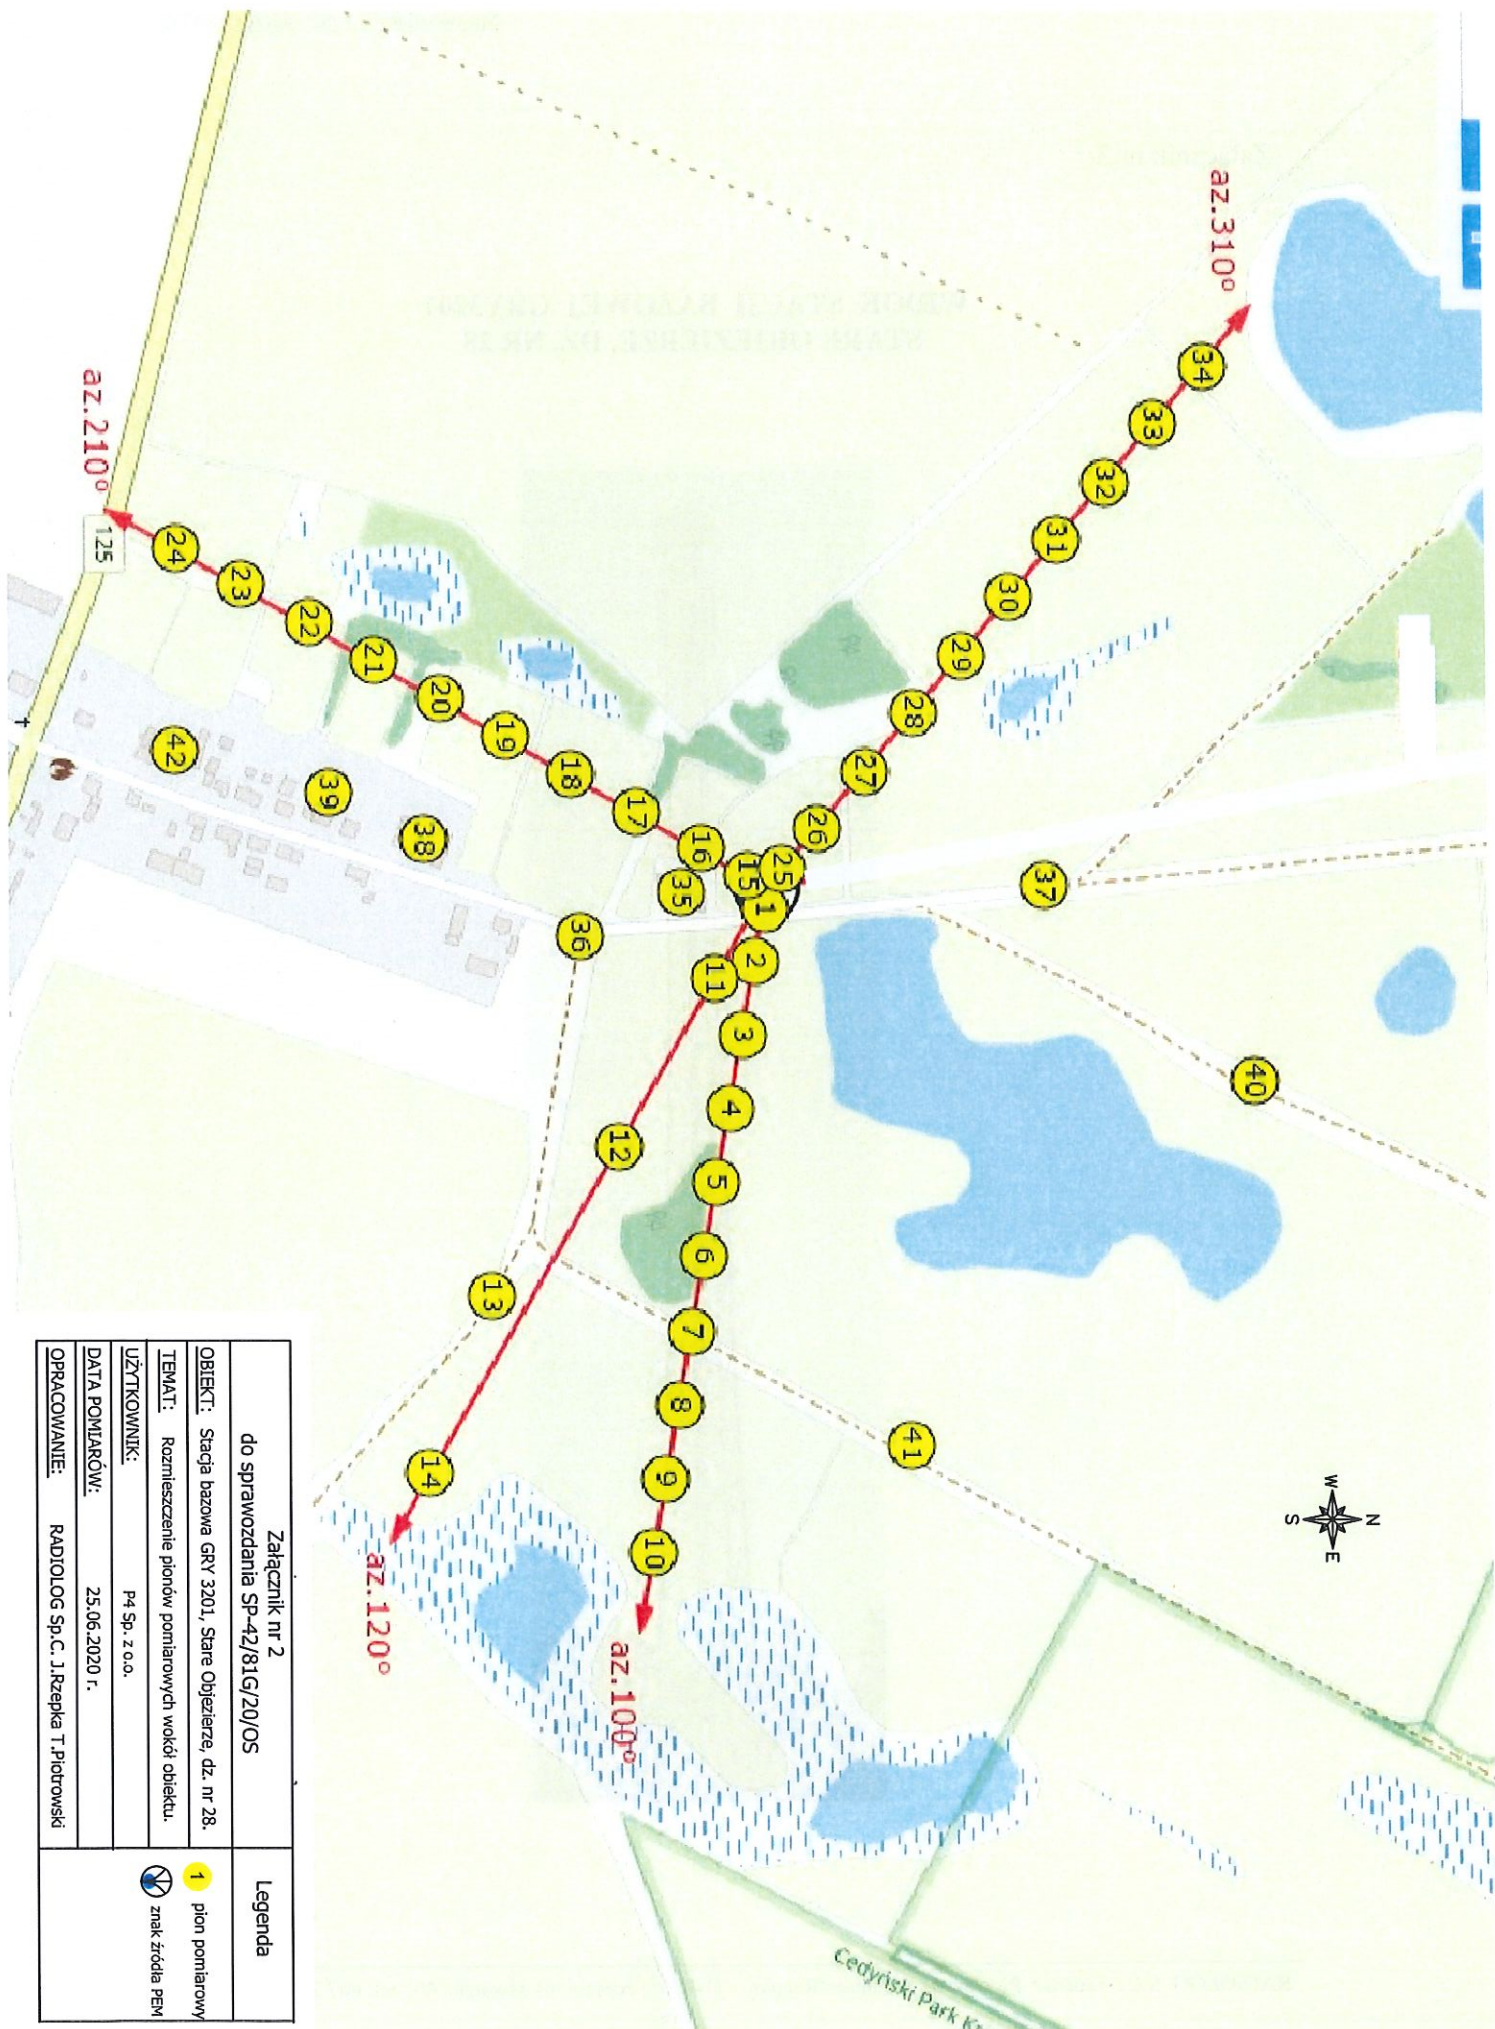 az.310°
34
33
32
31
30
29
28
27
26
25
37
40
N
W
E
S
az.210°
125
24
23
22
21
20
19
18
17
16
15
35
1
2
3
4
5
6
7
8
9
10
az.100°
11
12
13
14
az.120°
36
38
39
42
41
Cedyński Park
Załącznik nr 2
do sprawozdania SP-42/81G/20/OS
OBIEKT: Stacja bazowa GRY 3201, Stare Objezierze, dz. nr 28.
TEMAT: Rozmieszczenie pionów pomiarowych wokół obiektu.
UŻYTKOWNIK: P4 Sp. z o.o.
DATA POMIARÓW: 25.06.2020 r.
OPRACOWANIE: RADIOLOG Sp.C. J.Rzepka T.Piotrowski
Legenda
1 pion pomiarowy
znak źródła PEM